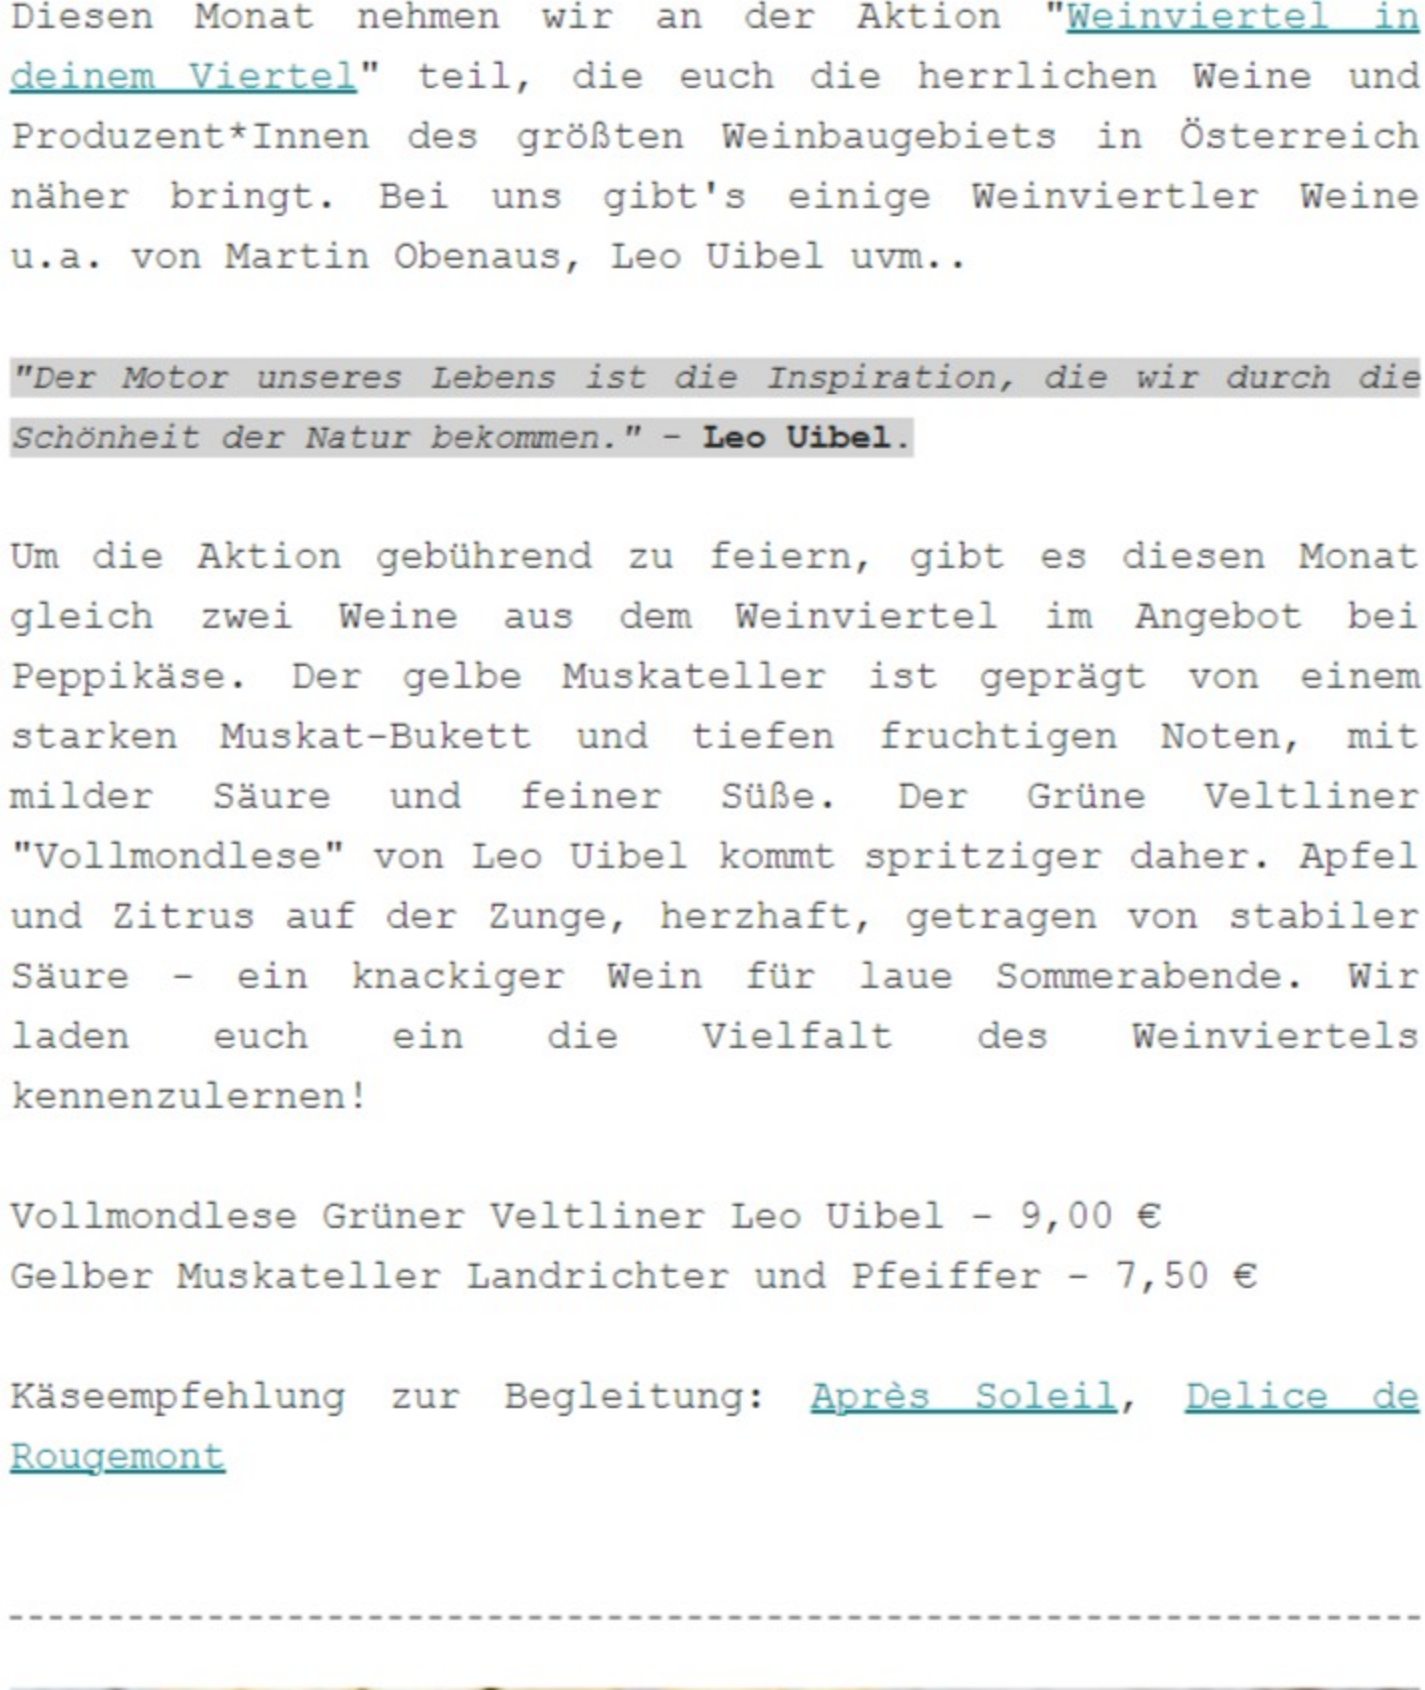 Diesen Monat nehmen wir an der Aktion "Weinviertel in
deinem Viertel" teil, die euch die herrlichen Weine und
Produzent*Innen des größten Weinbaugebiets in Österreich
näher bringt. Bei uns gibt's einige Weinviertler Weine
u.a. von Martin Obenaus, Leo Uibel uvm..
"Der Motor unseres Lebens ist die Inspiration, die wir durch die
Schönheit der Natur bekommen." – Leo Uibel.
Um die Aktion gebührend zu feiern, gibt es diesen Monat
gleich zwei Weine aus dem Weinviertel im Angebot bei
Peppikäse. Der gelbe Muskateller ist geprägt von einem
starken Muskat-Bukett und tiefen fruchtigen Noten, mit
milder Säure und feiner Süße. Der Grüne Veltliner
"Vollmondlese" von Leo Uibel kommt spritziger daher. Apfel
und Zitrus auf der Zunge, herzhaft, getragen von stabiler
Säure – ein knackiger Wein für laue Sommerabende. Wir
laden euch ein die Vielfalt des Weinviertels
kennenzulernen!
Vollmondlese Grüner Veltliner Leo Uibel – 9,00 €
Gelber Muskateller Landrichter und Pfeiffer – 7,50 €
Käseempfehlung zur Begleitung: Après Soleil, Delice de
Rougemont